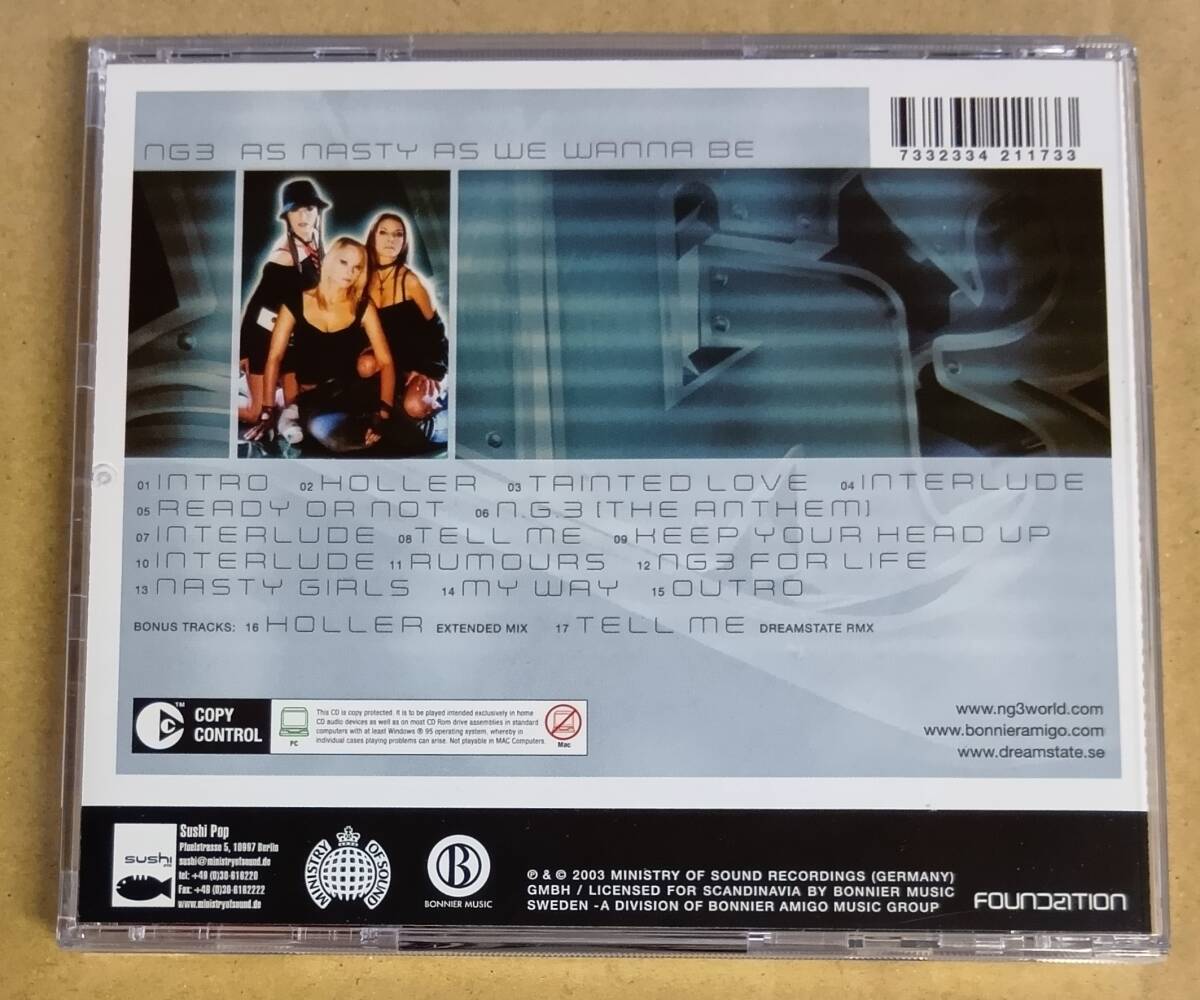 NG3 AS NASTY AS WE WANNA BE
7332334 211733
01 INTRO 02 HOLLER 03 TAINTED LOVE 04 INTERLUDE
05 READY OR NOT 06 N.G.3 [THE ANTHEM]
07 INTERLUDE 08 TELL ME 09 KEEP YOUR HEAD UP
10 INTERLUDE 11 RUMOURS 12 NG3 FOR LIFE
13 NASTY GIRLS 14 MY WAY 15 OUTRO
BONUS TRACKS: 16 HOLLER EXTENDED MIX 17 TELL ME DREAMSTATE RMX
COPY
CONTROL
™
PC
This CD is copy protected. It is to be played intended exclusively in home
CD audio devices as well as on most CD Rom drive assemblies in standard
computers with at least Windows ® 95 operating system, whereby in
individual cases playing problems can arise. Not playable in MAC Computers.
Mac
www.ng3world.com
www.bonnieramigo.com
www.dreamstate.se
sushi
Sushi Pop
Pfuelstrasse 5, 10997 Berlin
sushi@ministryofsound.de
tel: +49 (0)30-616220
Fax: +49 (0)30-6162222
www.ministryofsound.de
MINISTRY OF SOUND
B
BONNIER MUSIC
℗ & © 2003 MINISTRY OF SOUND RECORDINGS (GERMANY)
GMBH / LICENSED FOR SCANDINAVIA BY BONNIER MUSIC
SWEDEN -A DIVISION OF BONNIER AMIGO MUSIC GROUP
FOUNDATION